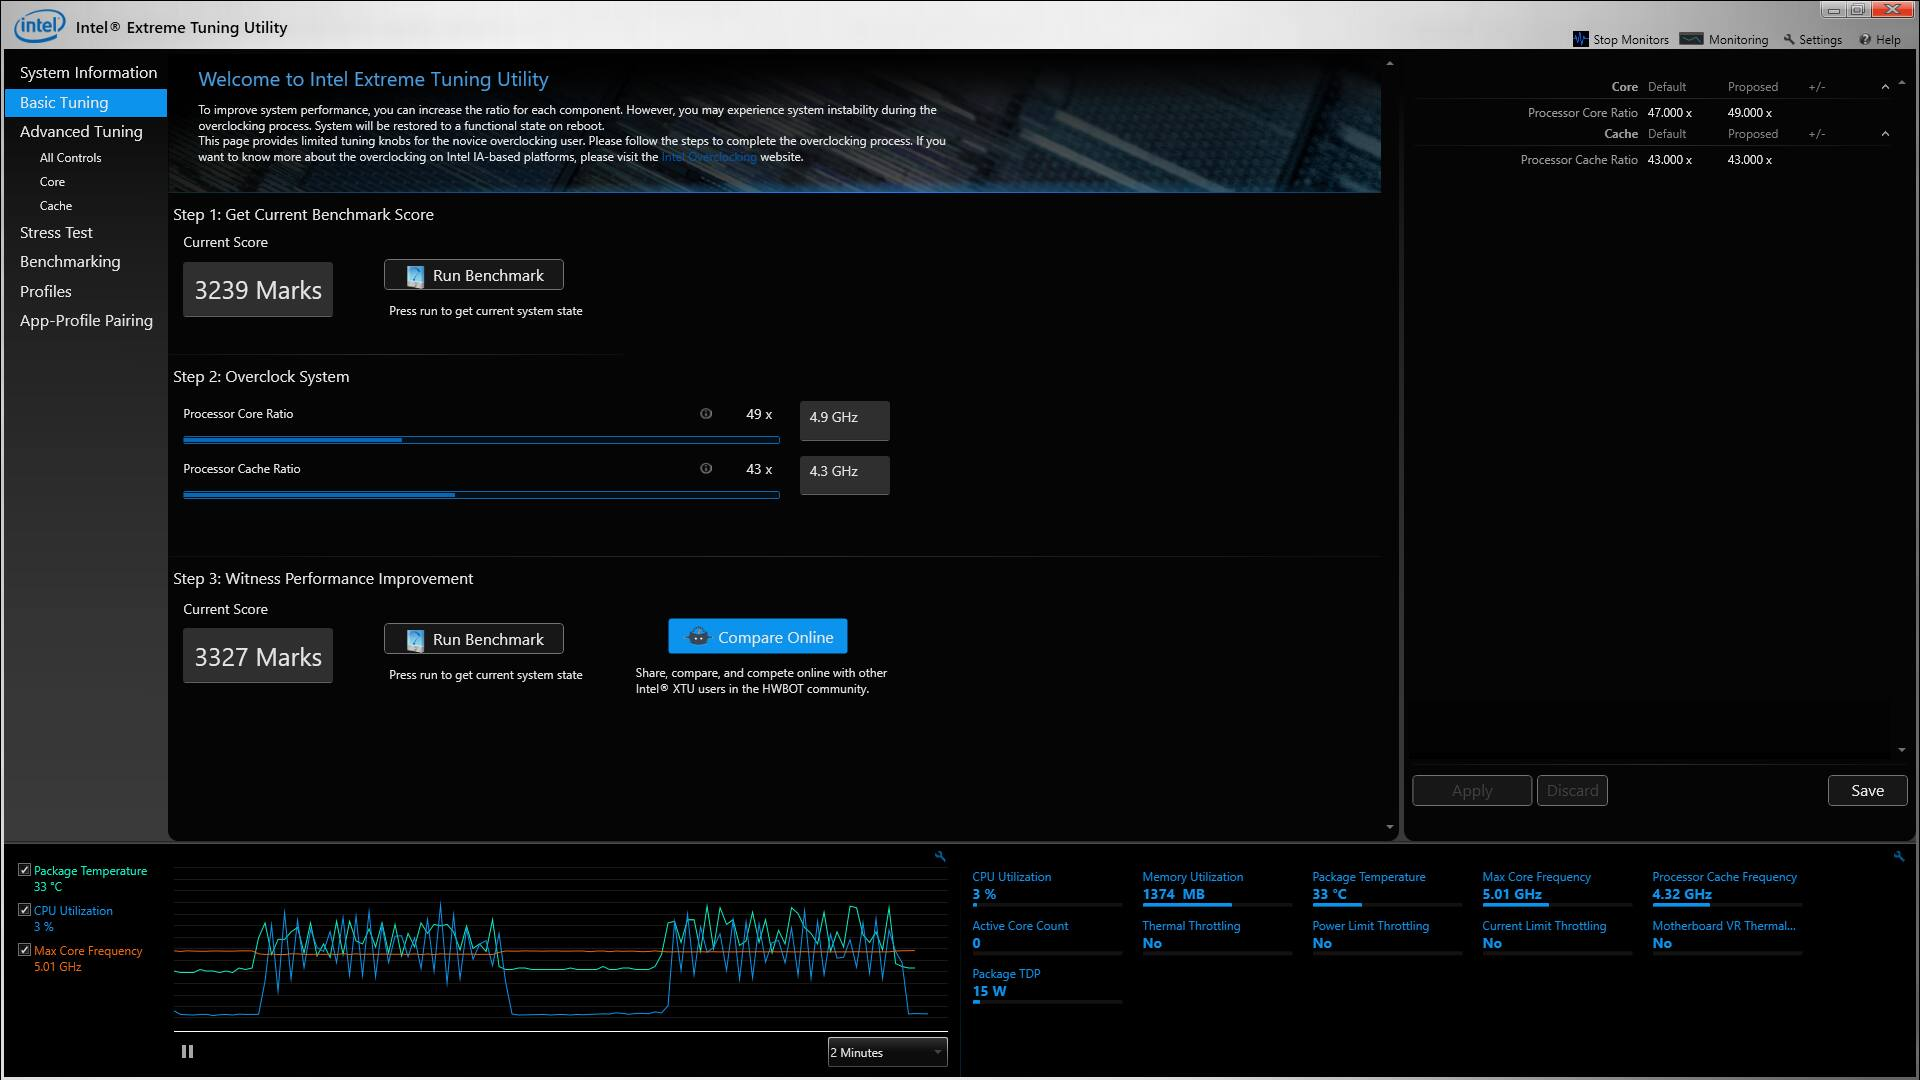 intel
Intel® Extreme Tuning Utility
Stop Monitors
Monitoring
Settings
Help
System Information
Basic Tuning
Advanced Tuning
All Controls
Core
Cache
Stress Test
Benchmarking
Profiles
App-Profile Pairing
Welcome to Intel Extreme Tuning Utility
To improve system performance, you can increase the ratio for each component. However, you may experience system instability during the
overclocking process. System will be restored to a functional state on reboot.
This page provides limited tuning knobs for the novice overclocking user. Please follow the steps to complete the overclocking process. If you
want to know more about the overclocking on Intel IA-based platforms, please visit the Intel Overclocking website.
Step 1: Get Current Benchmark Score
Current Score
3239 Marks
Run Benchmark
Press run to get current system state
Step 2: Overclock System
Processor Core Ratio 49 x 4.9 GHz
Processor Cache Ratio 43 x 4.3 GHz
Step 3: Witness Performance Improvement
Current Score
3327 Marks
Run Benchmark
Press run to get current system state
Compare Online
Share, compare, and compete online with other
Intel® XTU users in the HWBOT community.
Core Default Proposed +/-
Processor Core Ratio 47.000 x 49.000 x
Cache Default Proposed +/-
Processor Cache Ratio 43.000 x 43.000 x
Apply
Discard
Save
Package Temperature
33 °C
CPU Utilization
3 %
Max Core Frequency
5.01 GHz
2 Minutes
CPU Utilization
3 %
Memory Utilization
1374 MB
Package Temperature
33 °C
Max Core Frequency
5.01 GHz
Processor Cache Frequency
4.32 GHz
Active Core Count
0
Thermal Throttling
No
Power Limit Throttling
No
Current Limit Throttling
No
Motherboard VR Thermal...
No
Package TDP
15 W